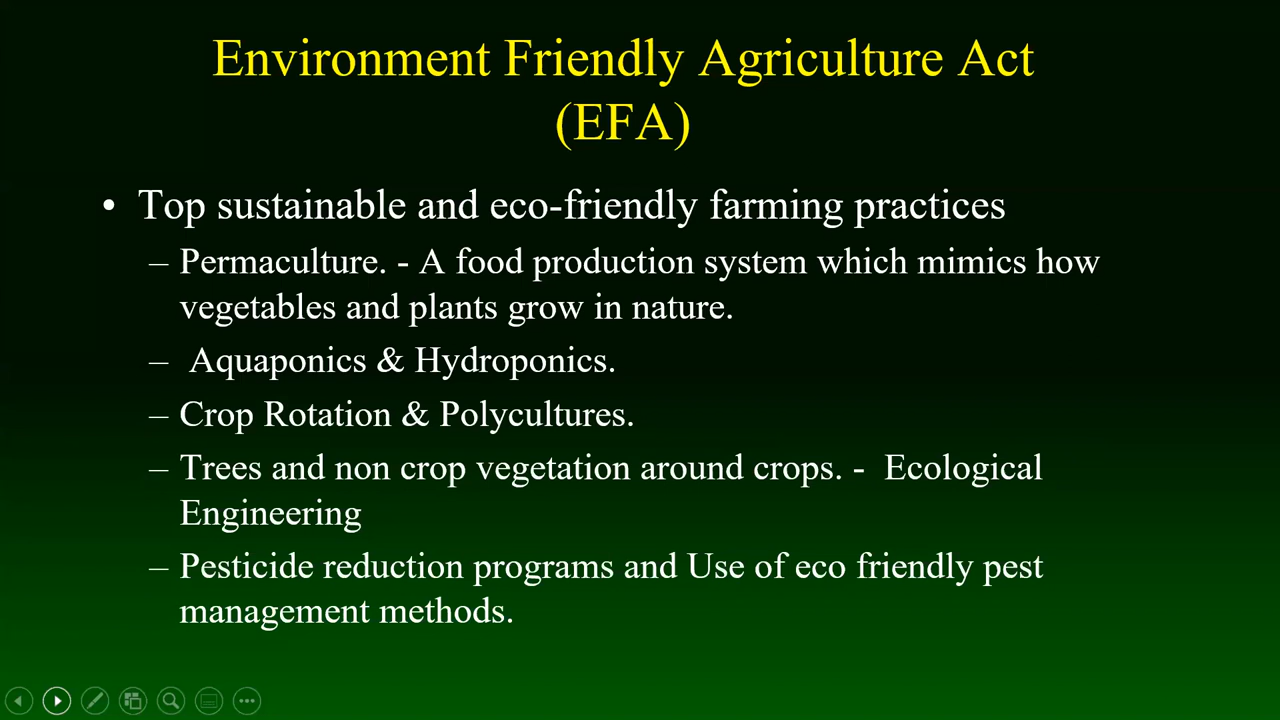 Environment Friendly Agriculture Act
(EFA)
• Top sustainable and eco-friendly farming practices
– Permaculture. - A food production system which mimics how
vegetables and plants grow in nature.
– Aquaponics & Hydroponics.
– Crop Rotation & Polycultures.
– Trees and non crop vegetation around crops. - Ecological
Engineering
– Pesticide reduction programs and Use of eco friendly pest
management methods.